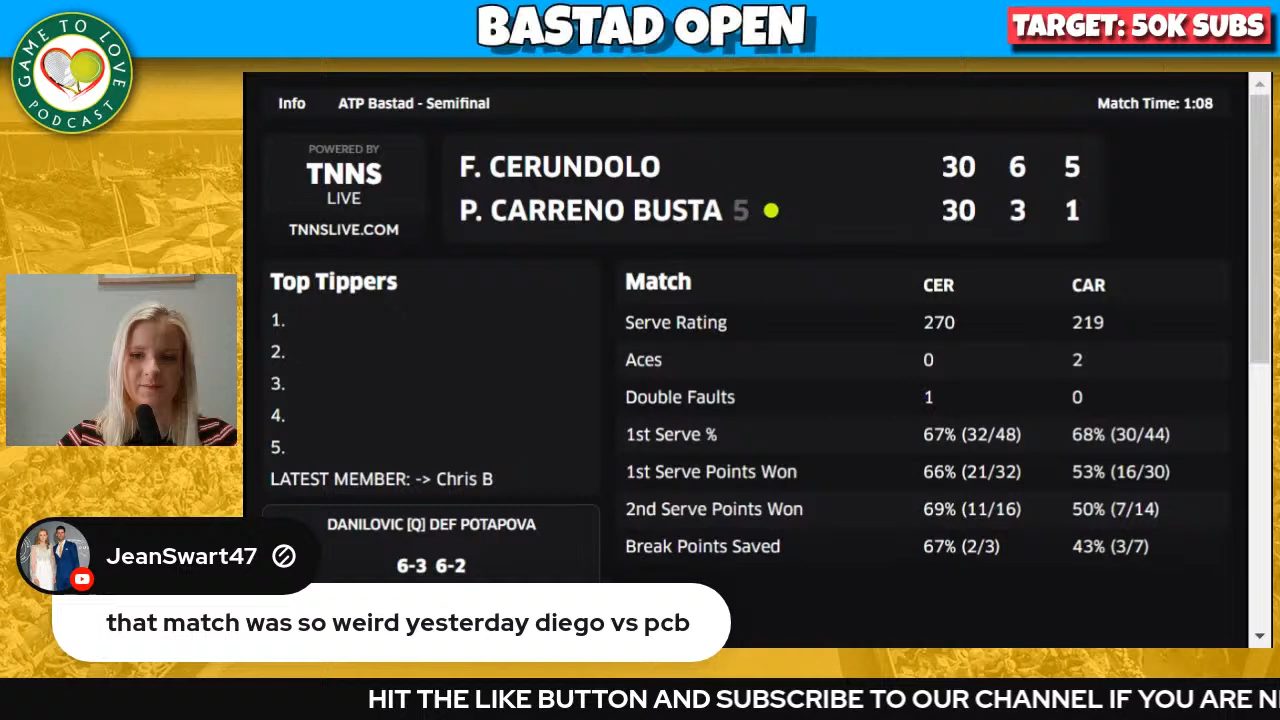 BASTAD OPEN
TARGET: 50K SUBS
GAME TO LOVE
PODCAST
Info
ATP Bastad - Semifinal
Match Time: 1:08
POWERED BY
TNNS
LIVE
TNNSLIVE.COM
F. CERUNDOLO 30 6 5
P. CARRENO BUSTA 5 30 3 1
Top Tippers
1.
2.
3.
4.
5.
LATEST MEMBER: -> Chris B
DANILOVIC [Q] DEF POTAPOVA
6-3 6-2
Match CER CAR
Serve Rating 270 219
Aces 0 2
Double Faults 1 0
1st Serve % 67% (32/48) 68% (30/44)
1st Serve Points Won 66% (21/32) 53% (16/30)
2nd Serve Points Won 69% (11/16) 50% (7/14)
Break Points Saved 67% (2/3) 43% (3/7)
JeanSwart47
that match was so weird yesterday diego vs pcb
HIT THE LIKE BUTTON AND SUBSCRIBE TO OUR CHANNEL IF YOU ARE N